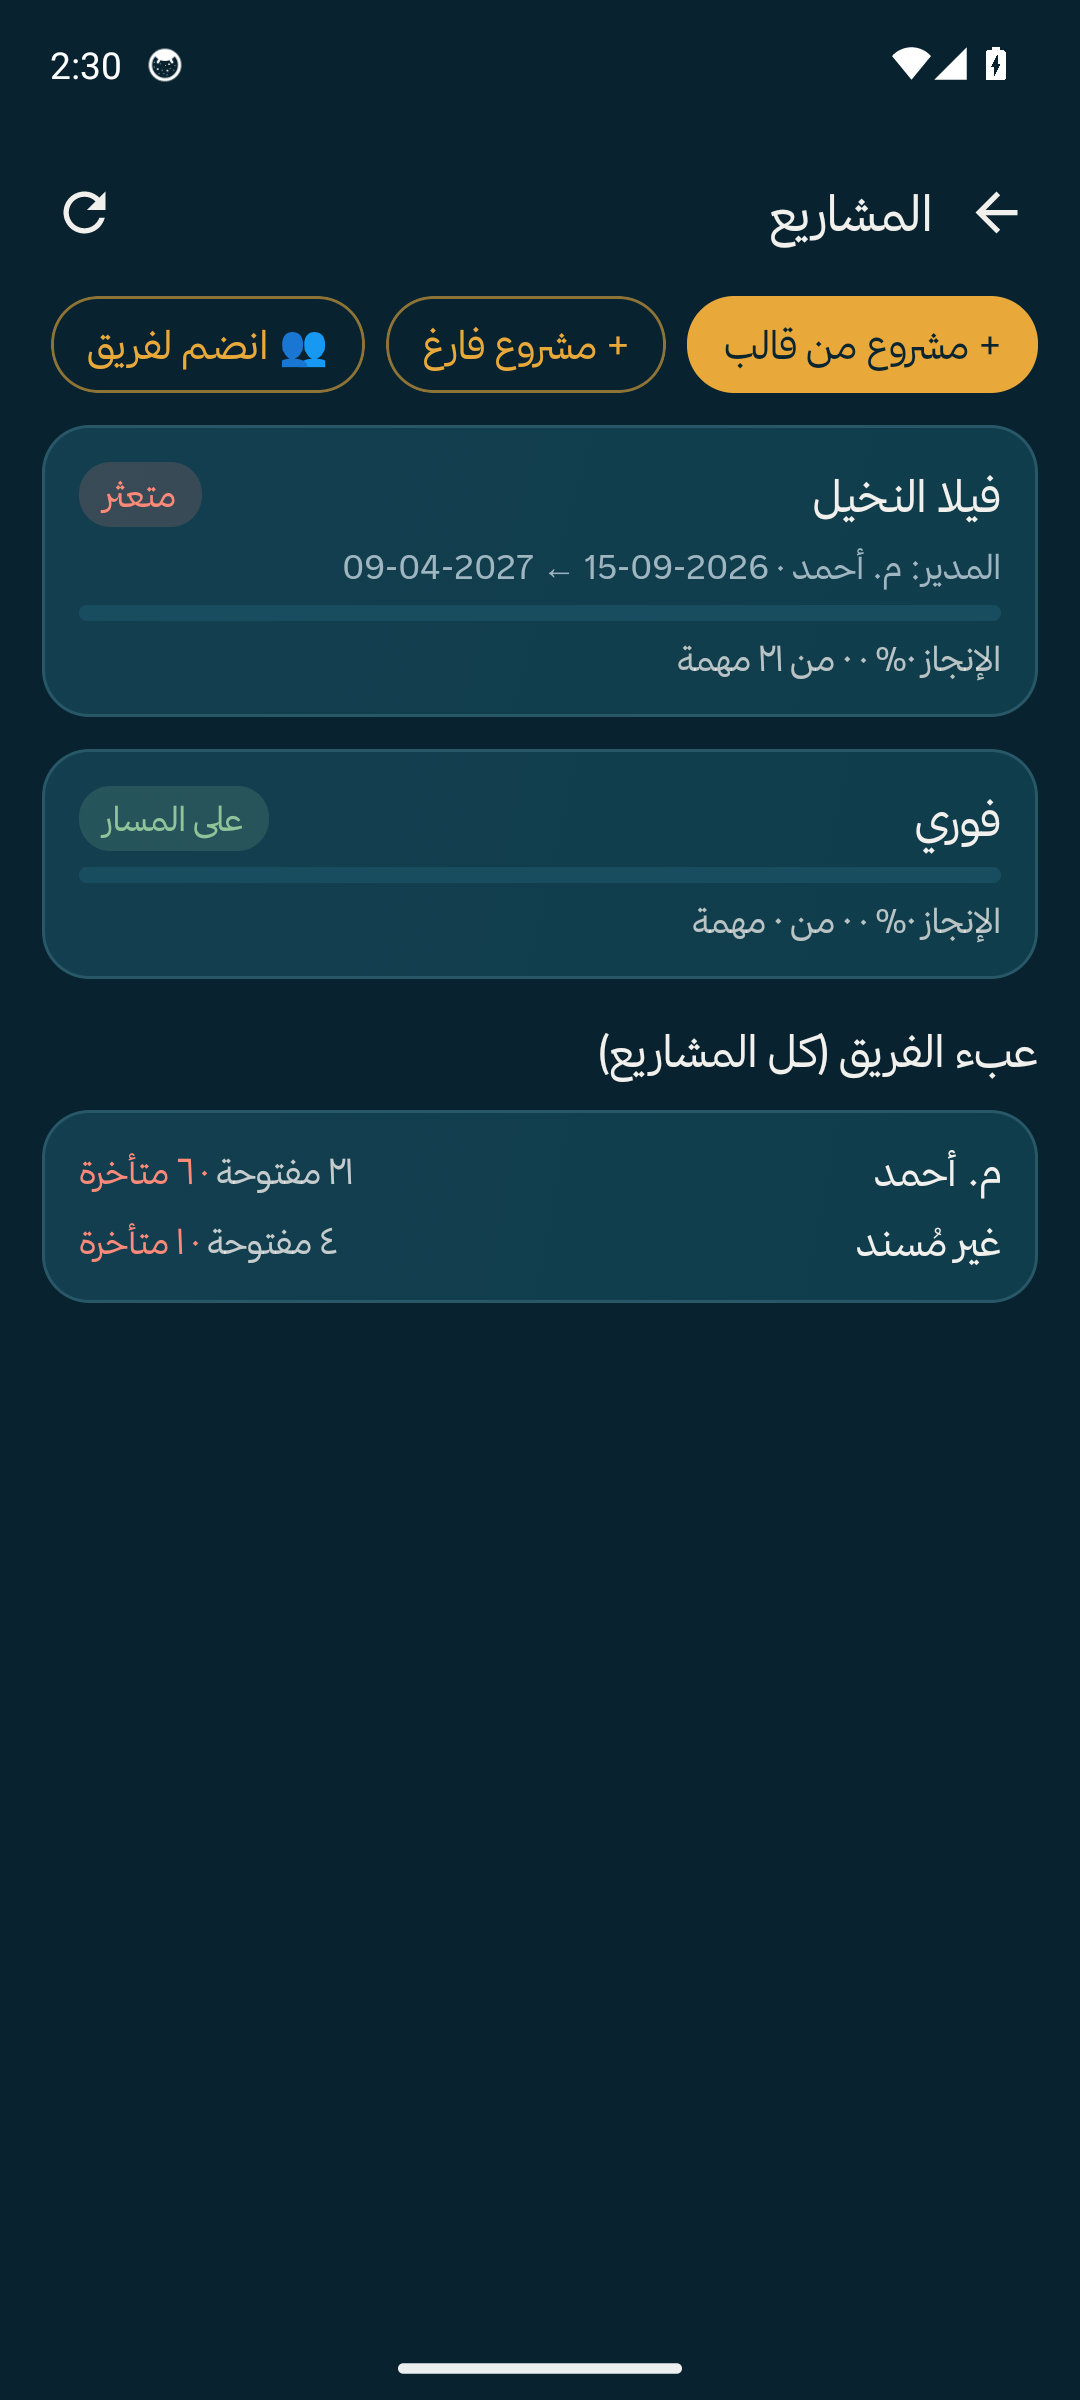 2:30
المشاريع
+ مشروع من قالب
+ مشروع فارغ
👥 انضم لفريق
فيلا النخيل
متعثر
المدير: م. أحمد · 15-09-2026 ← 09-04-2027
الإنجاز ٠% · ٠ من ٢١ مهمة
فوري
على المسار
الإنجاز ٠% · ٠ من ٠ مهمة
عبء الفريق (كل المشاريع)
م. أحمد
٢١ مفتوحة · ٦ متأخرة
غير مُسند
٤ مفتوحة · ١ متأخرة